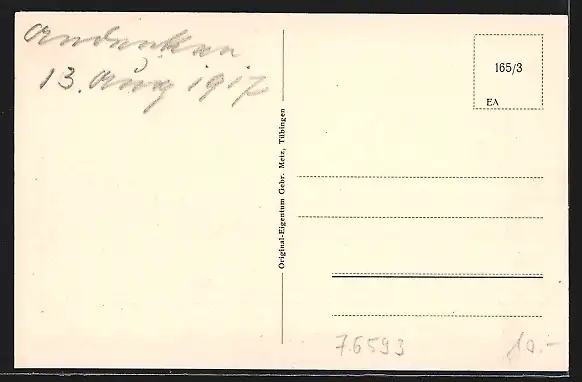 Andenken
13. Aug 1917
165/3
EA
Original-Eigentum Gebr. Metz, Tübingen
76593
10.-